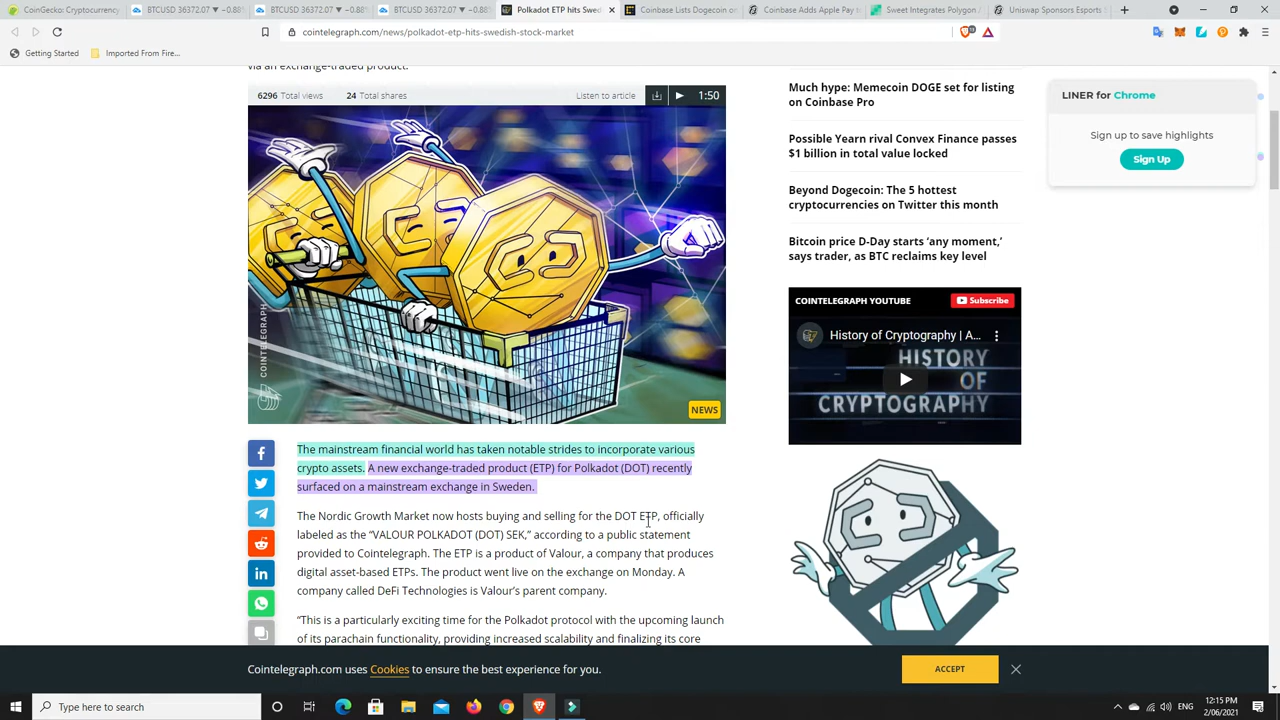 CoinGecko: Cryptocurrency
BTCUSD 36372.07 ▼ −0.88%
BTCUSD 36372.07 ▼ −0.88%
BTCUSD 36372.07 ▼ −0.88%
Polkadot ETP hits Swed
Coinbase Lists Dogecoin o
Coinbase Adds Apple Pay t
Sweet Integrates Polygon /
Uniswap Sponsors Esports
cointelegraph.com/news/polkadot-etp-hits-swedish-stock-market
Getting Started
Imported From Fire...
via an exchange-traded product.
6296 Total views
24 Total shares
Listen to article
1:50
COINTELEGRAPH
NEWS
The mainstream financial world has taken notable strides to incorporate various
crypto assets. A new exchange-traded product (ETP) for Polkadot (DOT) recently
surfaced on a mainstream exchange in Sweden.
The Nordic Growth Market now hosts buying and selling for the DOT ETP, officially
labeled as the “VALOUR POLKADOT (DOT) SEK,” according to a public statement
provided to Cointelegraph. The ETP is a product of Valour, a company that produces
digital asset-based ETPs. The product went live on the exchange on Monday. A
company called DeFi Technologies is Valour’s parent company.
“This is a particularly exciting time for the Polkadot protocol with the upcoming launch
of its parachain functionality, providing increased scalability and finalizing its core
Much hype: Memecoin DOGE set for listing
on Coinbase Pro
Possible Yearn rival Convex Finance passes
$1 billion in total value locked
Beyond Dogecoin: The 5 hottest
cryptocurrencies on Twitter this month
Bitcoin price D-Day starts ‘any moment,’
says trader, as BTC reclaims key level
COINTELEGRAPH YOUTUBE
Subscribe
History of Cryptography | A...
HISTORY
OF
CRYPTOGRAPHY
LINER for Chrome
Sign up to save highlights
Sign Up
Cointelegraph.com uses Cookies to ensure the best experience for you.
ACCEPT
Type here to search
ENG
12:15 PM
2/06/2021